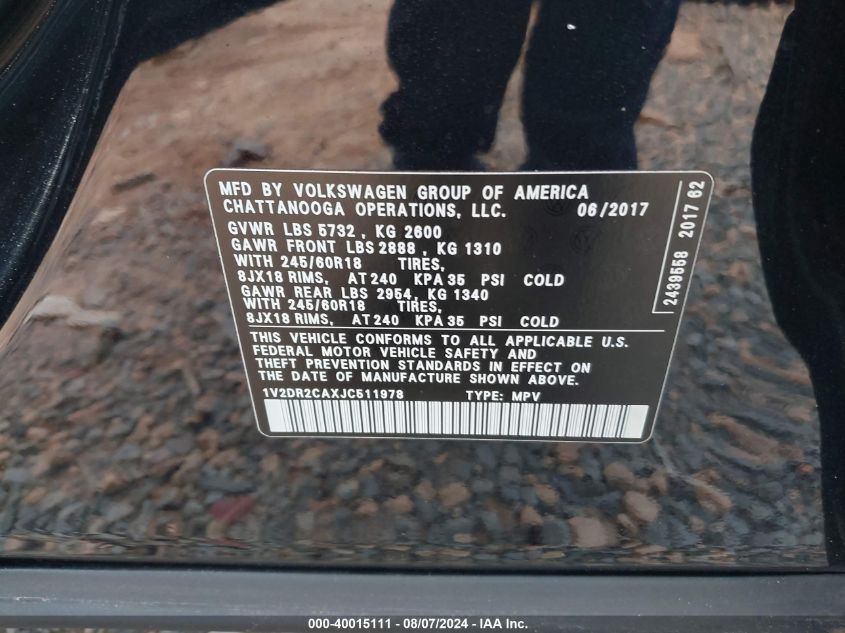 MFD BY VOLKSWAGEN GROUP OF AMERICA
CHATTANOOGA OPERATIONS, LLC. 06/2017
GVWR LBS 5732 , KG 2600
GAWR FRONT LBS 2888 , KG 1310
WITH 245/60R18 TIRES,
8JX18 RIMS, AT 240 KPA 35 PSI COLD
GAWR REAR LBS 2954, KG 1340
WITH 245/60R18 TIRES,
8JX18 RIMS, AT 240 KPA 35 PSI COLD
THIS VEHICLE CONFORMS TO ALL APPLICABLE U.S.
FEDERAL MOTOR VEHICLE SAFETY AND
THEFT PREVENTION STANDARDS IN EFFECT ON
THE DATE OF MANUFACTURE SHOWN ABOVE.
1V2DR2CAXJC511978 TYPE: MPV
2439558 2017 62
000-40015111 - 08/07/2024 - IAA Inc.